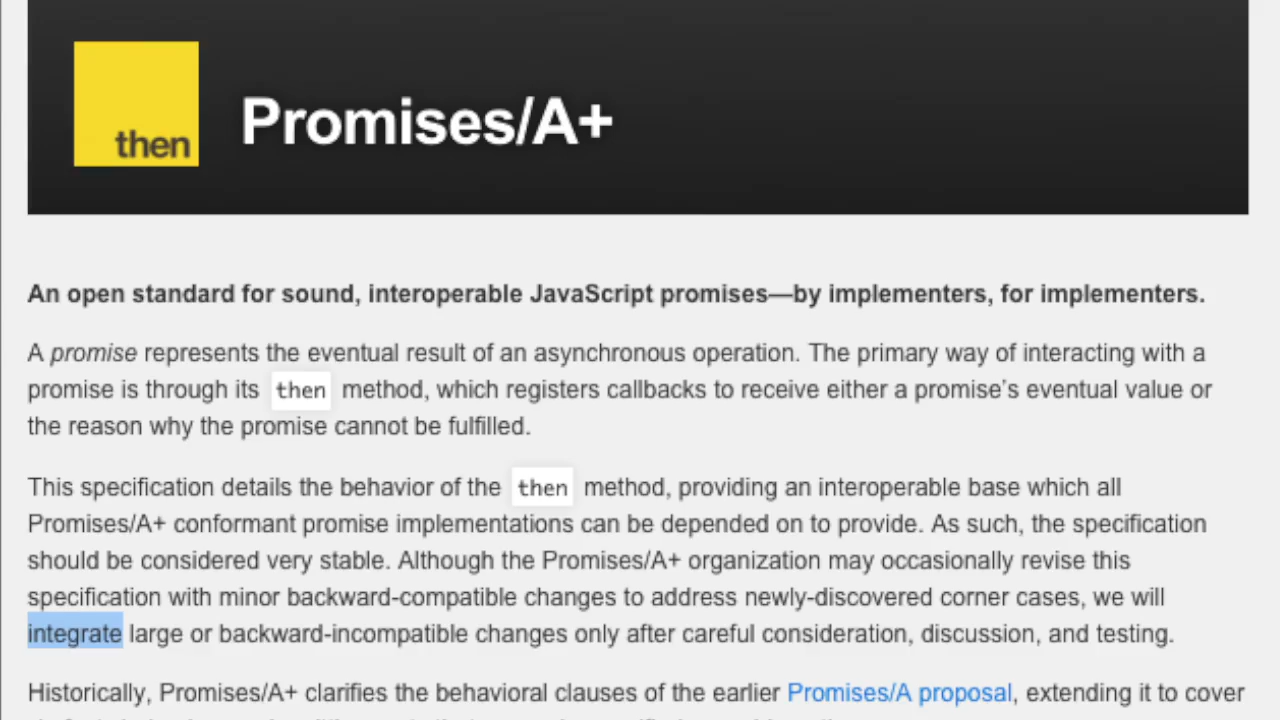 then
Promises/A+
An open standard for sound, interoperable JavaScript promises—by implementers, for implementers.
A promise represents the eventual result of an asynchronous operation. The primary way of interacting with a
promise is through its then method, which registers callbacks to receive either a promise’s eventual value or
the reason why the promise cannot be fulfilled.
This specification details the behavior of the then method, providing an interoperable base which all
Promises/A+ conformant promise implementations can be depended on to provide. As such, the specification
should be considered very stable. Although the Promises/A+ organization may occasionally revise this
specification with minor backward-compatible changes to address newly-discovered corner cases, we will
integrate large or backward-incompatible changes only after careful consideration, discussion, and testing.
Historically, Promises/A+ clarifies the behavioral clauses of the earlier Promises/A proposal, extending it to cover